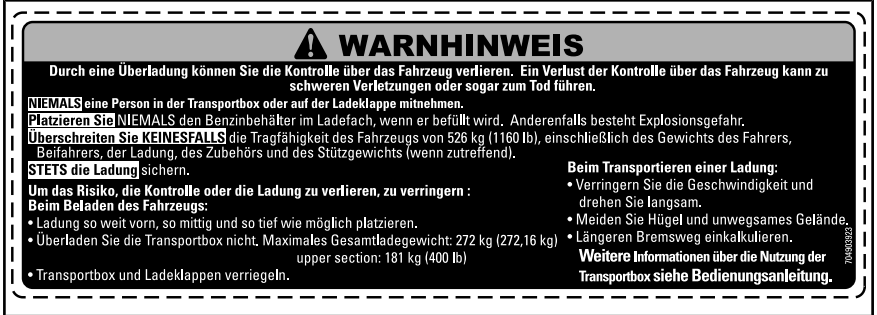 WARNHINWEIS
Durch eine Überladung können Sie die Kontrolle über das Fahrzeug verlieren. Ein Verlust der Kontrolle über das Fahrzeug kann zu
schweren Verletzungen oder sogar zum Tod führen.
NIEMALS eine Person in der Transportbox oder auf der Ladeklappe mitnehmen.
Platzieren Sie NIEMALS den Benzinbehälter im Ladefach, wenn er befüllt wird. Anderenfalls besteht Explosionsgefahr.
Überschreiten Sie KEINESFALLS die Tragfähigkeit des Fahrzeugs von 526 kg (1160 lb), einschließlich des Gewichts des Fahrers,
Beifahrers, der Ladung, des Zubehörs und des Stützgewichts (wenn zutreffend).
STETS die Ladung sichern.
Um das Risiko, die Kontrolle oder die Ladung zu verlieren, zu verringern :
Beim Beladen des Fahrzeugs:
• Ladung so weit vorn, so mittig und so tief wie möglich platzieren.
• Überladen Sie die Transportbox nicht. Maximales Gesamtladegewicht: 272 kg (272,16 kg)
upper section: 181 kg (400 lb)
• Transportbox und Ladeklappen verriegeln.
Beim Transportieren einer Ladung:
• Verringern Sie die Geschwindigkeit und
drehen Sie langsam.
• Meiden Sie Hügel und unwegsames Gelände.
• Längeren Bremsweg einkalkulieren.
Weitere Informationen über die Nutzung der
Transportbox siehe Bedienungsanleitung.
704903923